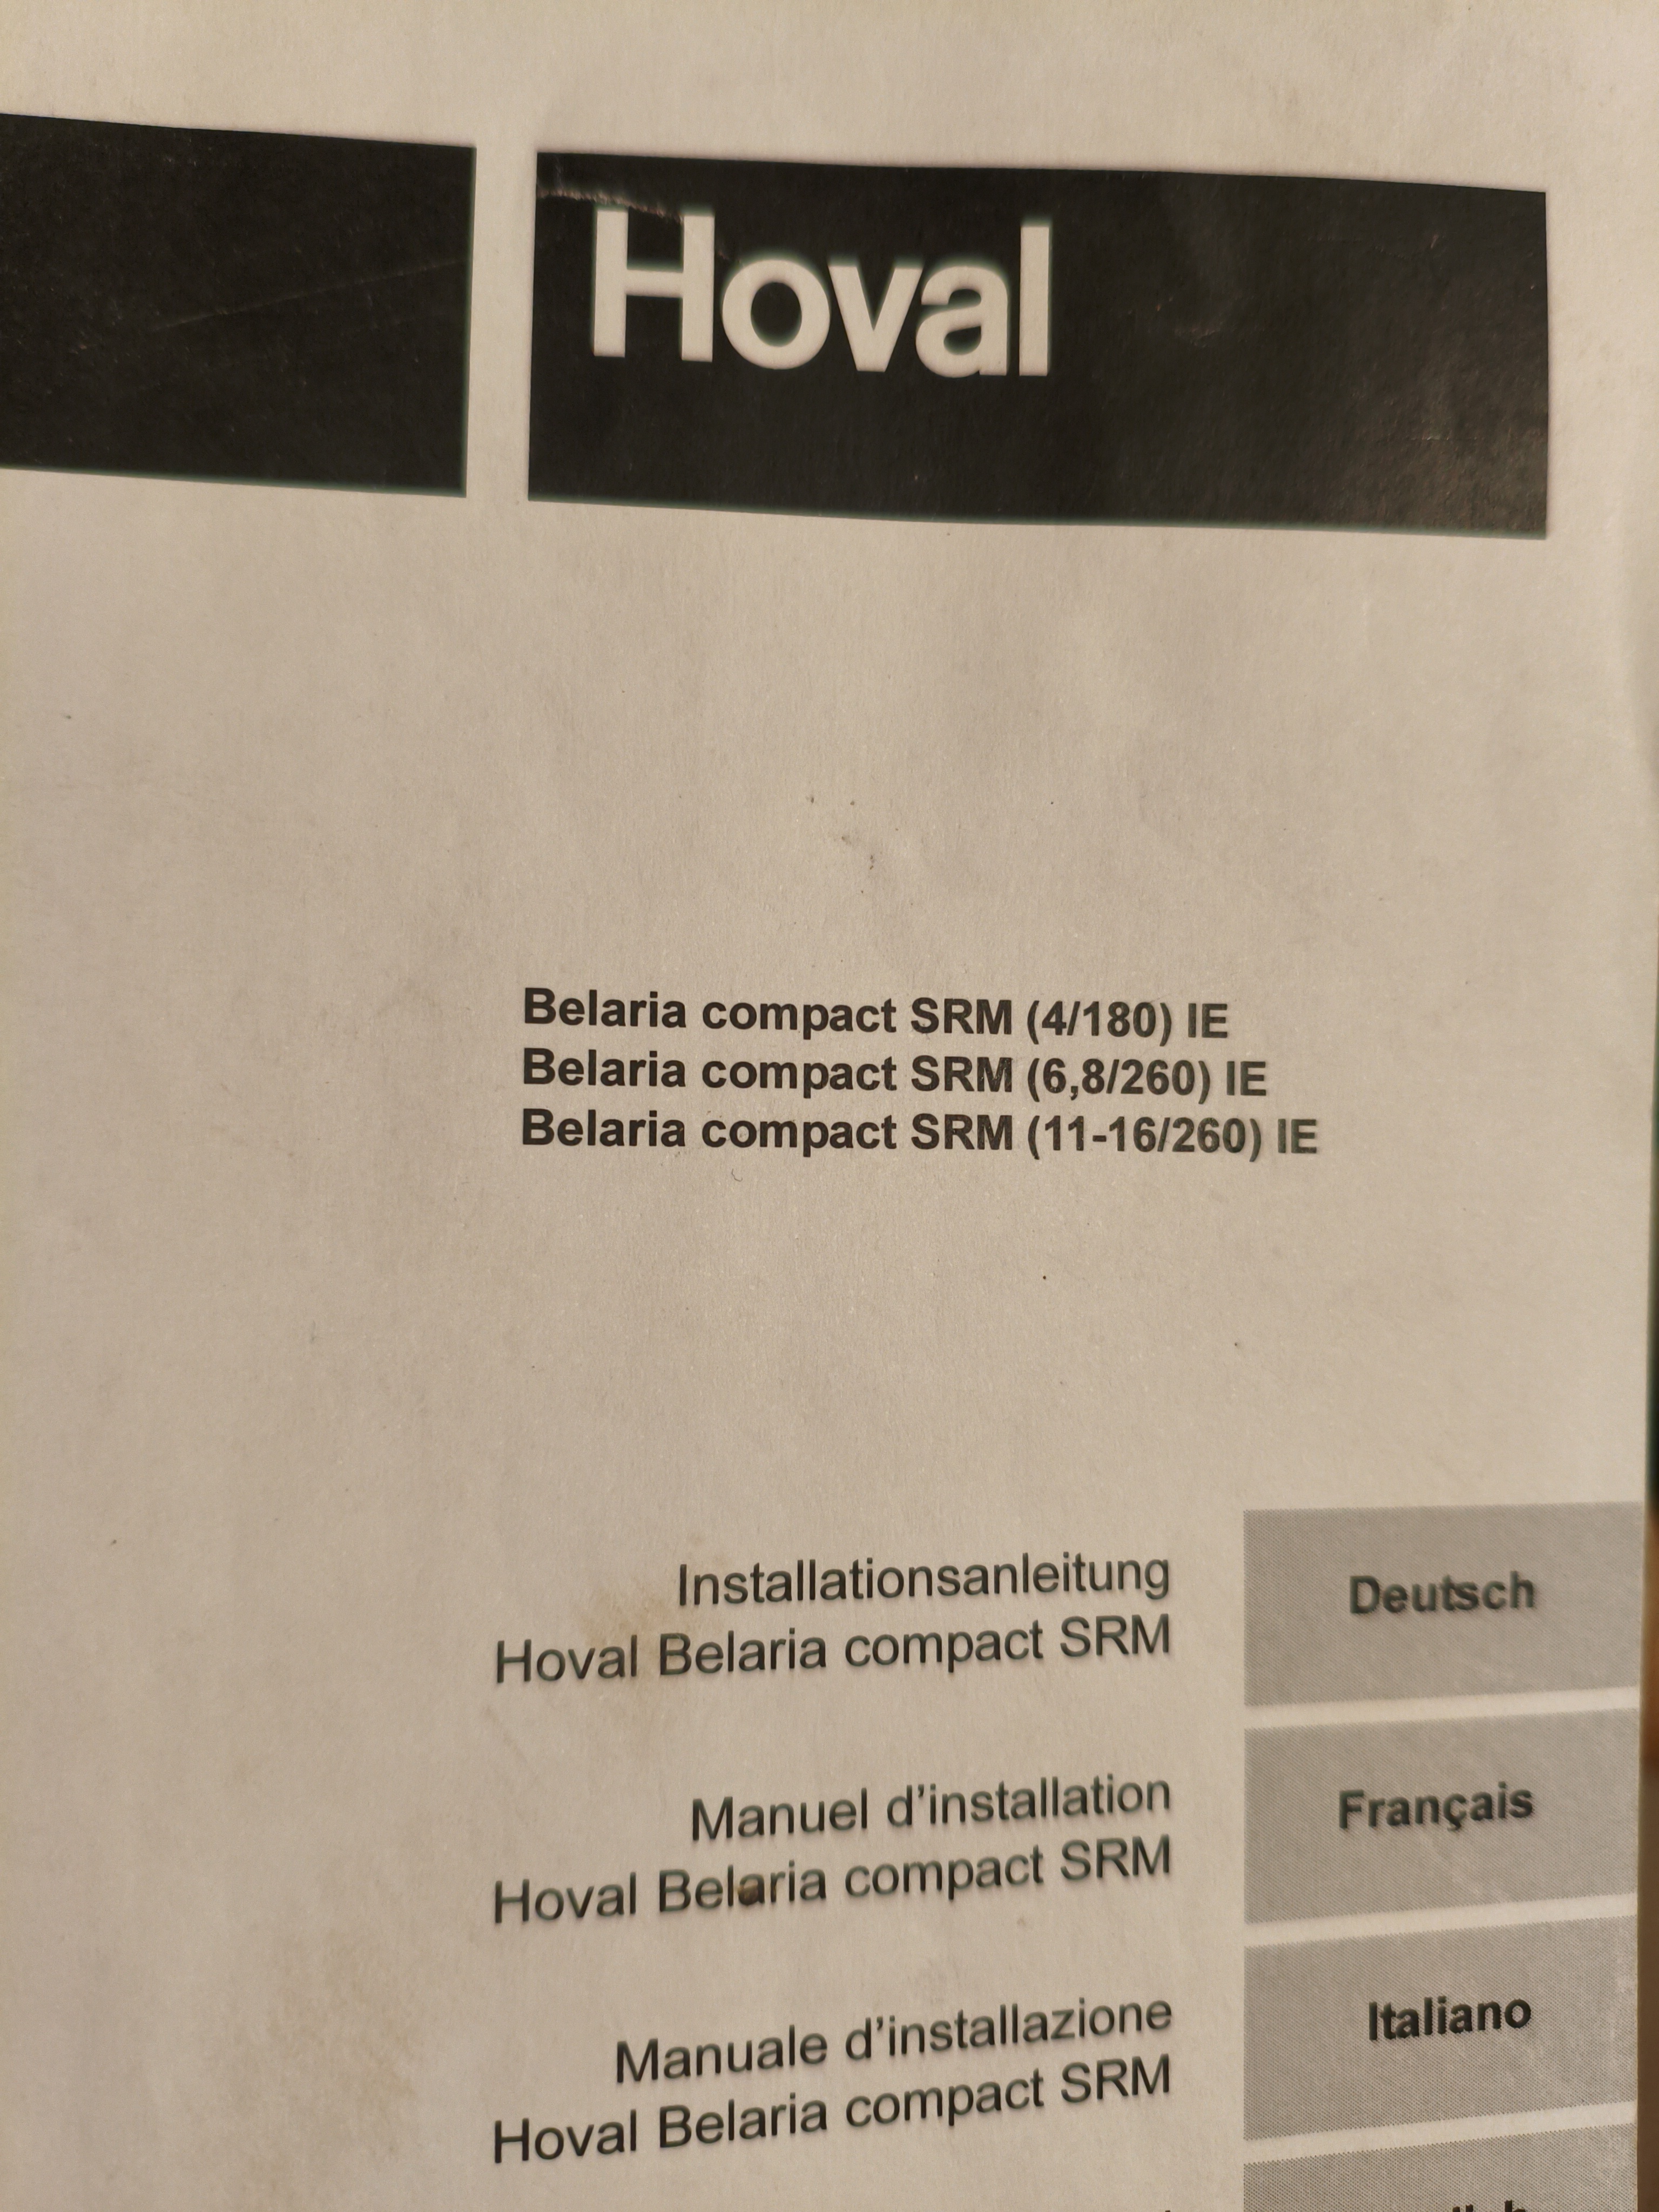 Hoval
Belaria compact SRM (4/180) IE
Belaria compact SRM (6,8/260) IE
Belaria compact SRM (11-16/260) IE
Installationsanleitung
Hoval Belaria compact SRM
Deutsch
Manuel d'installation
Hoval Belaria compact SRM
Français
Manuale d'installazione
Hoval Belaria compact SRM
Italiano